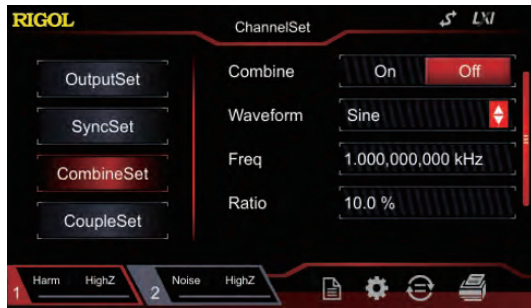 RIGOL ChannelSet LXI
OutputSet
SyncSet
CombineSet
CoupleSet
Combine On Off
Waveform Sine
Freq 1.000,000,000 kHz
Ratio 10.0 %
1 Harm HighZ 2 Noise HighZ